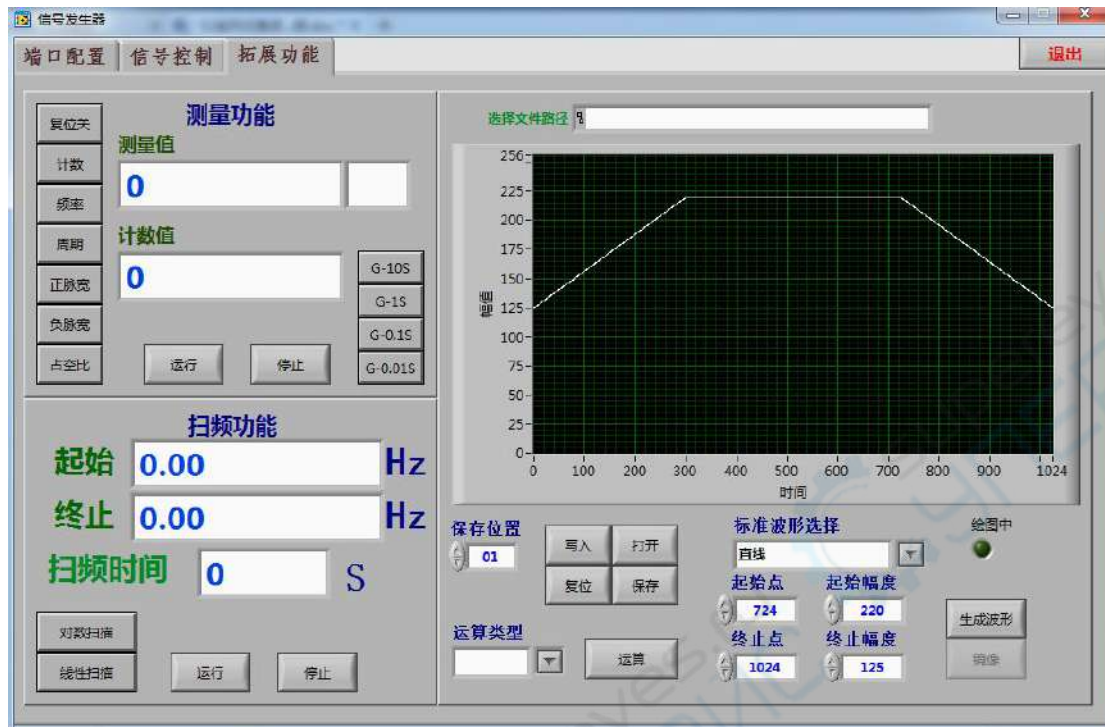 信号发生器
端口配置 信号控制 拓展功能 退出
测量功能
复位关
计数
频率
周期
正脉宽
负脉宽
占空比
测量值
0
计数值
0
G-10S
G-1S
G-0.1S
G-0.01S
运行 停止
扫频功能
起始 0.00 Hz
终止 0.00 Hz
扫频时间 0 S
对数扫描
线性扫描
运行 停止
选择文件路径
256
225
200
175
150
125
100
75
50
25
0
幅值
0 100 200 300 400 500 600 700 800 900 1024
时间
保存位置
01
写入 打开
复位 保存
运算类型
运算
标准波形选择
直线
起始点 起始幅度
724 220
终止点 终止幅度
1024 125
绘图中
生成波形
镜像